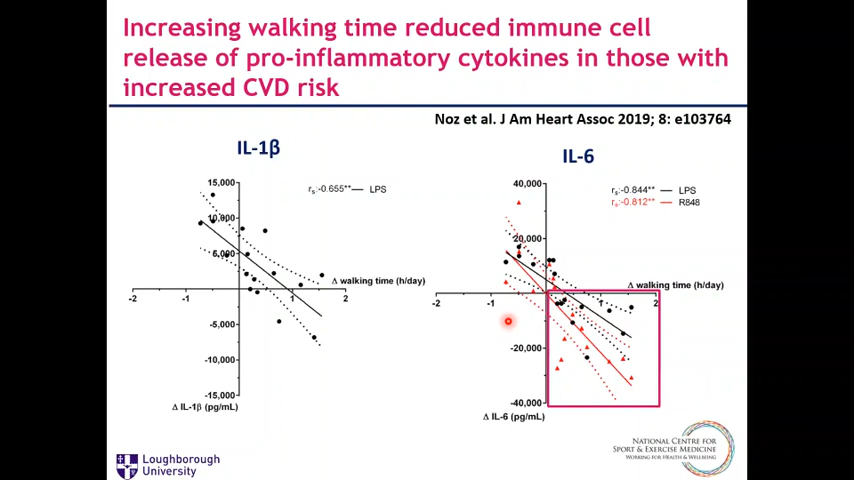 Increasing walking time reduced immune cell
release of pro-inflammatory cytokines in those with
increased CVD risk
Noz et al. J Am Heart Assoc 2019; 8: e103764
IL-1β
IL-6
15,000
10,000
5,000
-5,000
-10,000
-15,000
-2
-1
1
2
rs:-0.655** LPS
Δ walking time (h/day)
Δ IL-1β (pg/mL)
40,000
20,000
-20,000
-40,000
-2
-1
1
2
rs:-0.844** LPS
rs:-0.812** R848
Δ walking time (h/day)
Δ IL-6 (pg/mL)
Loughborough
University
NATIONAL CENTRE FOR
SPORT & EXERCISE MEDICINE
WORKING FOR HEALTH & WELLBEING